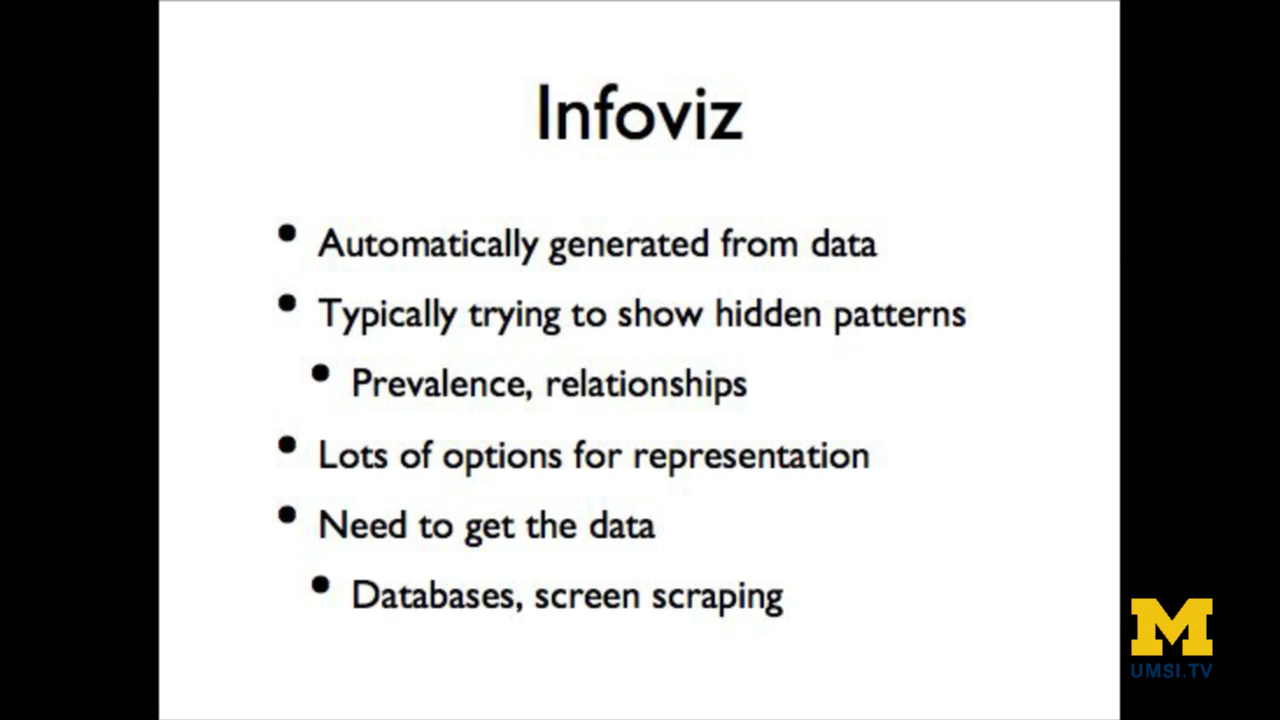 Infoviz
• Automatically generated from data
• Typically trying to show hidden patterns
• Prevalence, relationships
• Lots of options for representation
• Need to get the data
• Databases, screen scraping
M
UMSI.TV